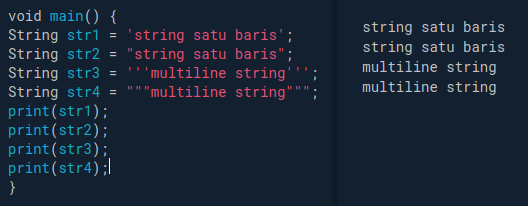 void main() {
String str1 = 'string satu baris';
String str2 = "string satu baris";
String str3 = '''multiline string''';
String str4 = """multiline string""";
print(str1);
print(str2);
print(str3);
print(str4);
}
string satu baris
string satu baris
multiline string
multiline string